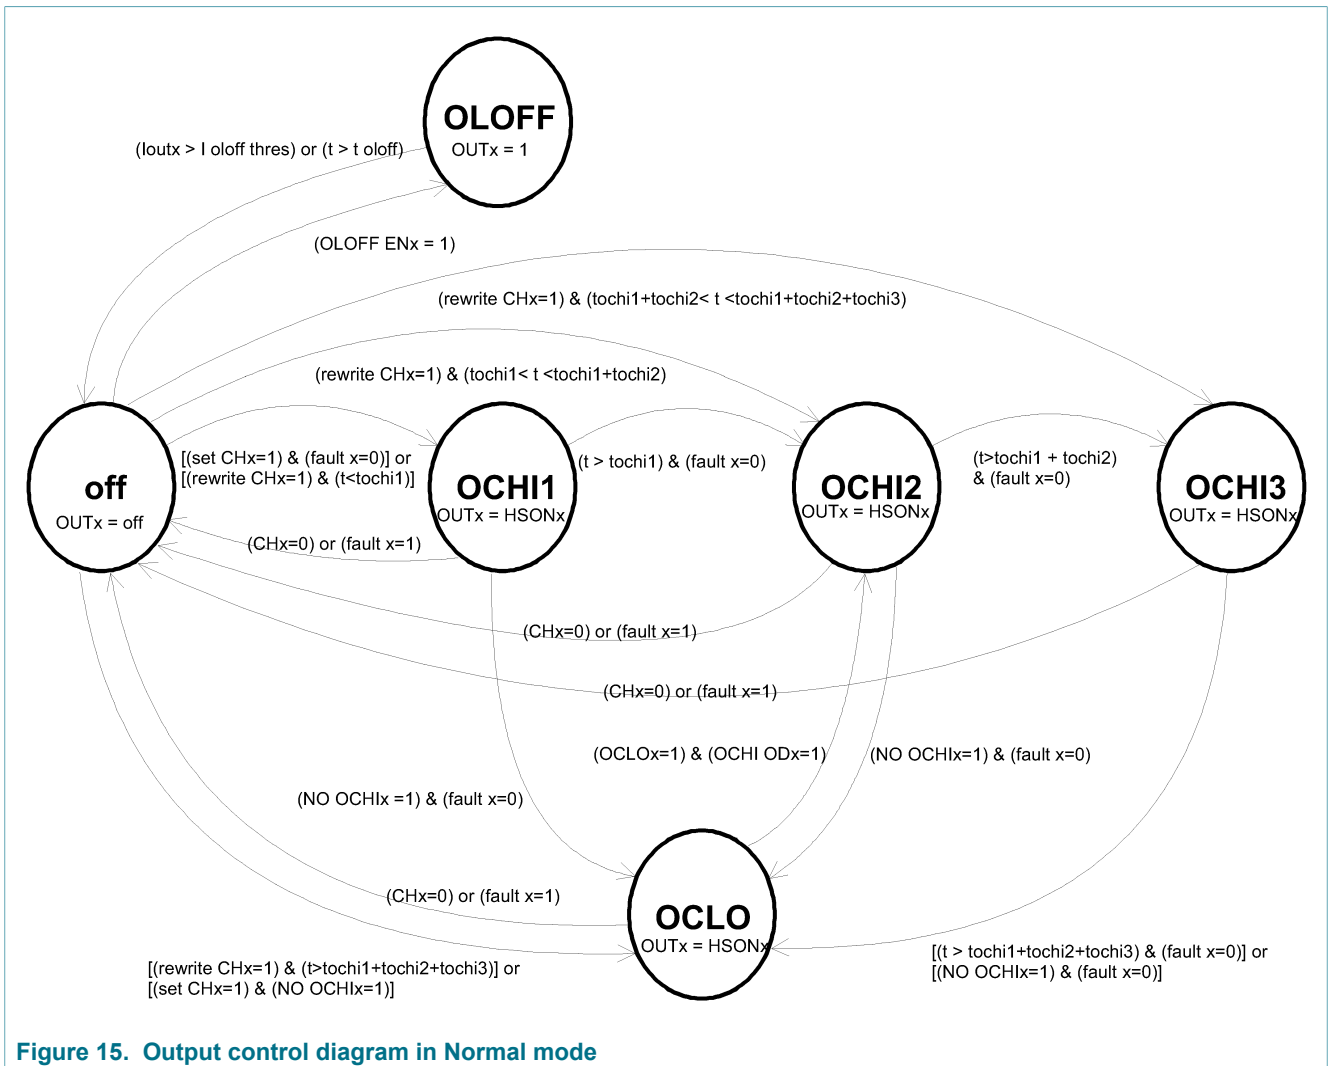 OLOFF
OUTx = 1
(Ioutx > I oloff thres) or (t > t oloff)
(OLOFF ENx = 1)
(rewrite CHx=1) & (tochi1+tochi2< t <tochi1+tochi2+tochi3)
(rewrite CHx=1) & (tochi1< t <tochi1+tochi2)
[(set CHx=1) & (fault x=0)] or
[(rewrite CHx=1) & (t<tochi1)]
(t > tochi1) & (fault x=0)
(t>tochi1 + tochi2)
& (fault x=0)
off
OUTx = off
OCHI1
OUTx = HSONx
OCHI2
OUTx = HSONx
OCHI3
OUTx = HSONx
(CHx=0) or (fault x=1)
(CHx=0) or (fault x=1)
(CHx=0) or (fault x=1)
(OCLOx=1) & (OCHI ODx=1)
(NO OCHIx=1) & (fault x=0)
(NO OCHIx =1) & (fault x=0)
(CHx=0) or (fault x=1)
OCLO
OUTx = HSONx
[(rewrite CHx=1) & (t>tochi1+tochi2+tochi3)] or
[(set CHx=1) & (NO OCHIx=1)]
[(t > tochi1+tochi2+tochi3) & (fault x=0)] or
[(NO OCHIx=1) & (fault x=0)]
Figure 15. Output control diagram in Normal mode